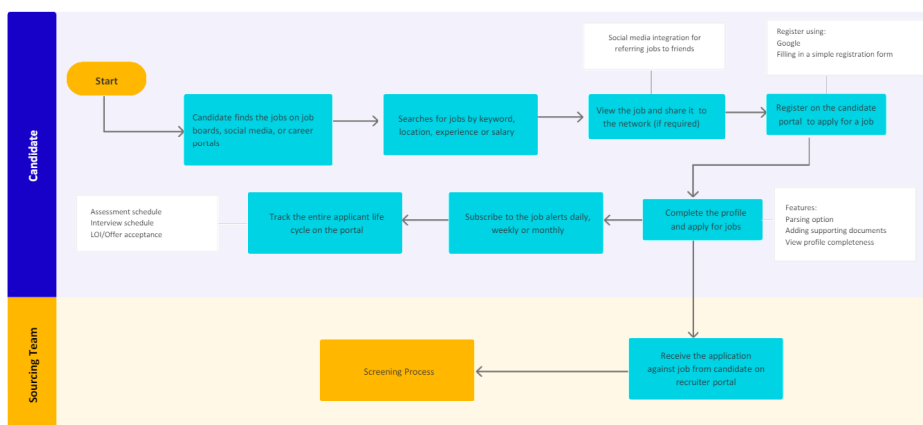 Candidate
Start
Candidate finds the jobs on job
boards, social media, or career
portals
Searches for jobs by keyword,
location, experience or salary
Social media integration for
referring jobs to friends
View the job and share it to
the network (if required)
Register using:
Google
Filling in a simple registration form
Register on the candidate
portal to apply for a job
Assessment schedule
Interview schedule
LOI/Offer acceptance
Track the entire applicant life
cycle on the portal
Subscribe to the job alerts daily,
weekly or monthly
Complete the profile
and apply for jobs
Features:
Parsing option
Adding supporting documents
View profile completeness
Sourcing Team
Screening Process
Receive the application
against job from candidate on
recruiter portal